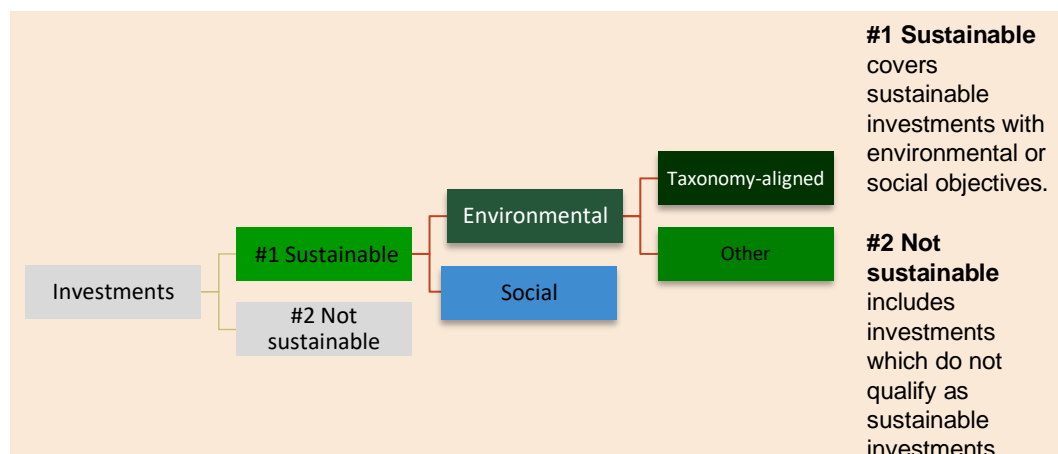 Investments
#1 Sustainable
#2 Not
sustainable
Environmental
Social
Taxonomy-aligned
Other
#1 Sustainable
covers
sustainable
investments with
environmental or
social objectives.
#2 Not
sustainable
includes
investments
which do not
qualify as
sustainable
investments